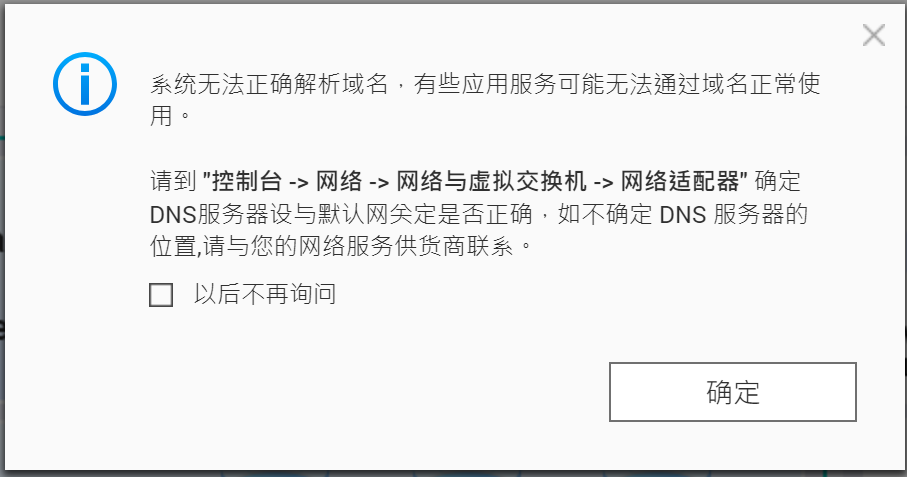 系统无法正确解析域名，有些应用服务可能无法通过域名正常使
用。
请到 "控制台 -> 网络 -> 网络与虚拟交换机 -> 网络适配器" 确定
DNS服务器设与默认网关定是否正确，如不确定 DNS 服务器的
位置,请与您的网络服务供货商联系。
以后不再询问
确定